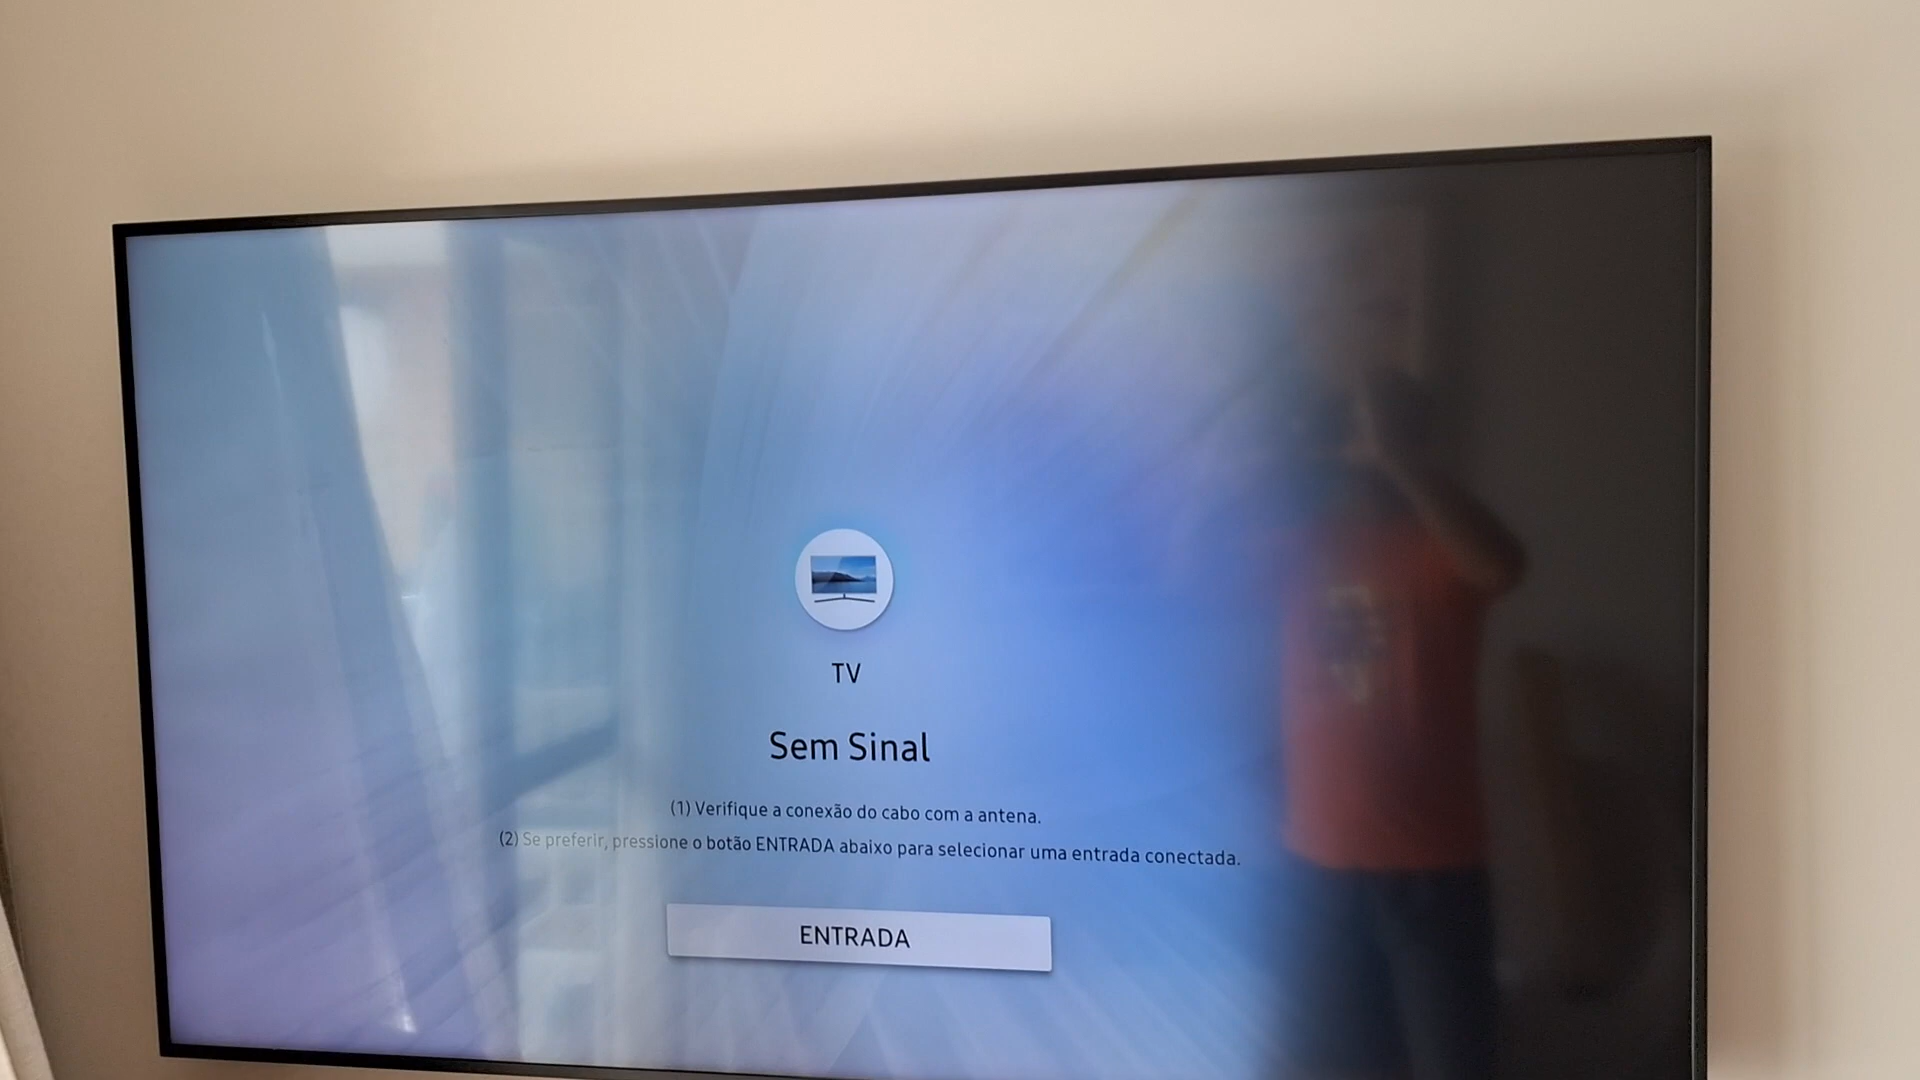 TV
Sem Sinal
(1) Verifique a conexão do cabo com a antena.
(2) Se preferir, pressione o botão ENTRADA abaixo para selecionar uma entrada conectada.
ENTRADA